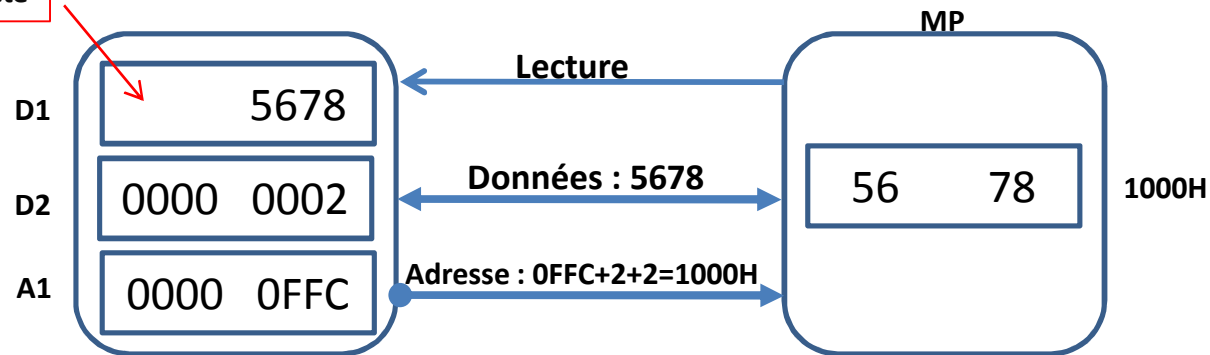 MP
Lecture
D1 5678
D2 0000 0002
Données : 5678
56 78 1000H
A1 0000 0FFC
Adresse : 0FFC+2+2=1000H